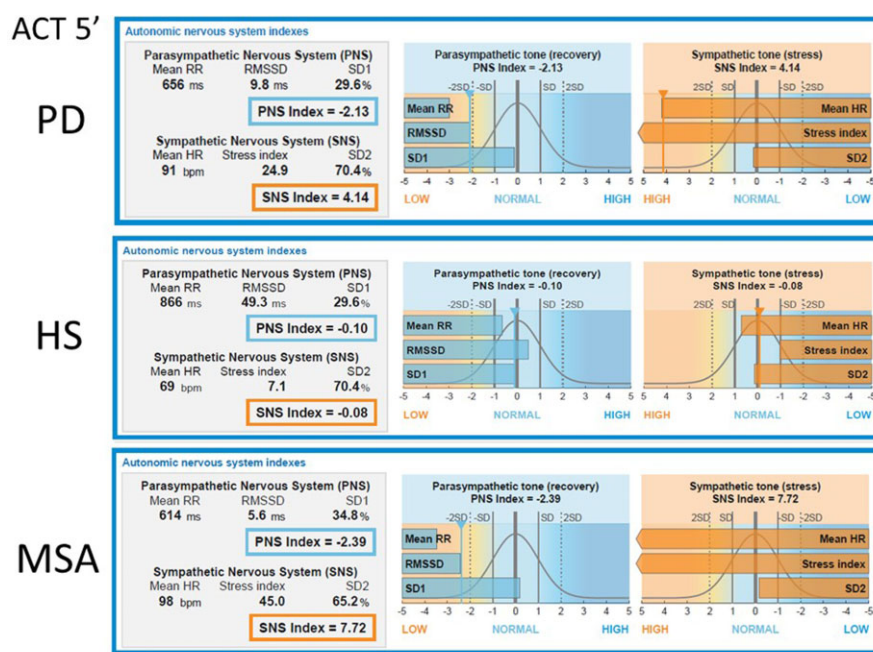 ACT 5’
PD
Autonomic nervous system indexes
Parasympathetic Nervous System (PNS)
Mean RR RMSSD SD1
656 ms 9.8 ms 29.6%
PNS Index = -2.13
Sympathetic Nervous System (SNS)
Mean HR Stress index SD2
91 bpm 24.9 70.4%
SNS Index = 4.14
Parasympathetic tone (recovery)
PNS Index = -2.13
-2SD -SD SD 2SD
Mean RR
RMSSD
SD1
-5 -4 -3 -2 -1 0 1 2 3 4 5
LOW NORMAL HIGH
Sympathetic tone (stress)
SNS Index = 4.14
2SD SD -SD -2SD
Mean HR
Stress index
SD2
5 4 3 2 1 0 -1 -2 -3 -4 -5
HIGH NORMAL LOW
HS
Autonomic nervous system indexes
Parasympathetic Nervous System (PNS)
Mean RR RMSSD SD1
866 ms 49.3 ms 29.6%
PNS Index = -0.10
Sympathetic Nervous System (SNS)
Mean HR Stress index SD2
69 bpm 7.1 70.4%
SNS Index = -0.08
Parasympathetic tone (recovery)
PNS Index = -0.10
-2SD -SD SD 2SD
Mean RR
RMSSD
SD1
-5 -4 -3 -2 -1 0 1 2 3 4 5
LOW NORMAL HIGH
Sympathetic tone (stress)
SNS Index = -0.08
2SD SD -SD -2SD
Mean HR
Stress index
SD2
5 4 3 2 1 0 -1 -2 -3 -4 -5
HIGH NORMAL LOW
MSA
Autonomic nervous system indexes
Parasympathetic Nervous System (PNS)
Mean RR RMSSD SD1
614 ms 5.6 ms 34.8%
PNS Index = -2.39
Sympathetic Nervous System (SNS)
Mean HR Stress index SD2
98 bpm 45.0 65.2%
SNS Index = 7.72
Parasympathetic tone (recovery)
PNS Index = -2.39
-2SD -SD SD 2SD
Mean RR
RMSSD
SD1
-5 -4 -3 -2 -1 0 1 2 3 4 5
LOW NORMAL HIGH
Sympathetic tone (stress)
SNS Index = 7.72
2SD SD -SD -2SD
Mean HR
Stress index
SD2
5 4 3 2 1 0 -1 -2 -3 -4 -5
HIGH NORMAL LOW